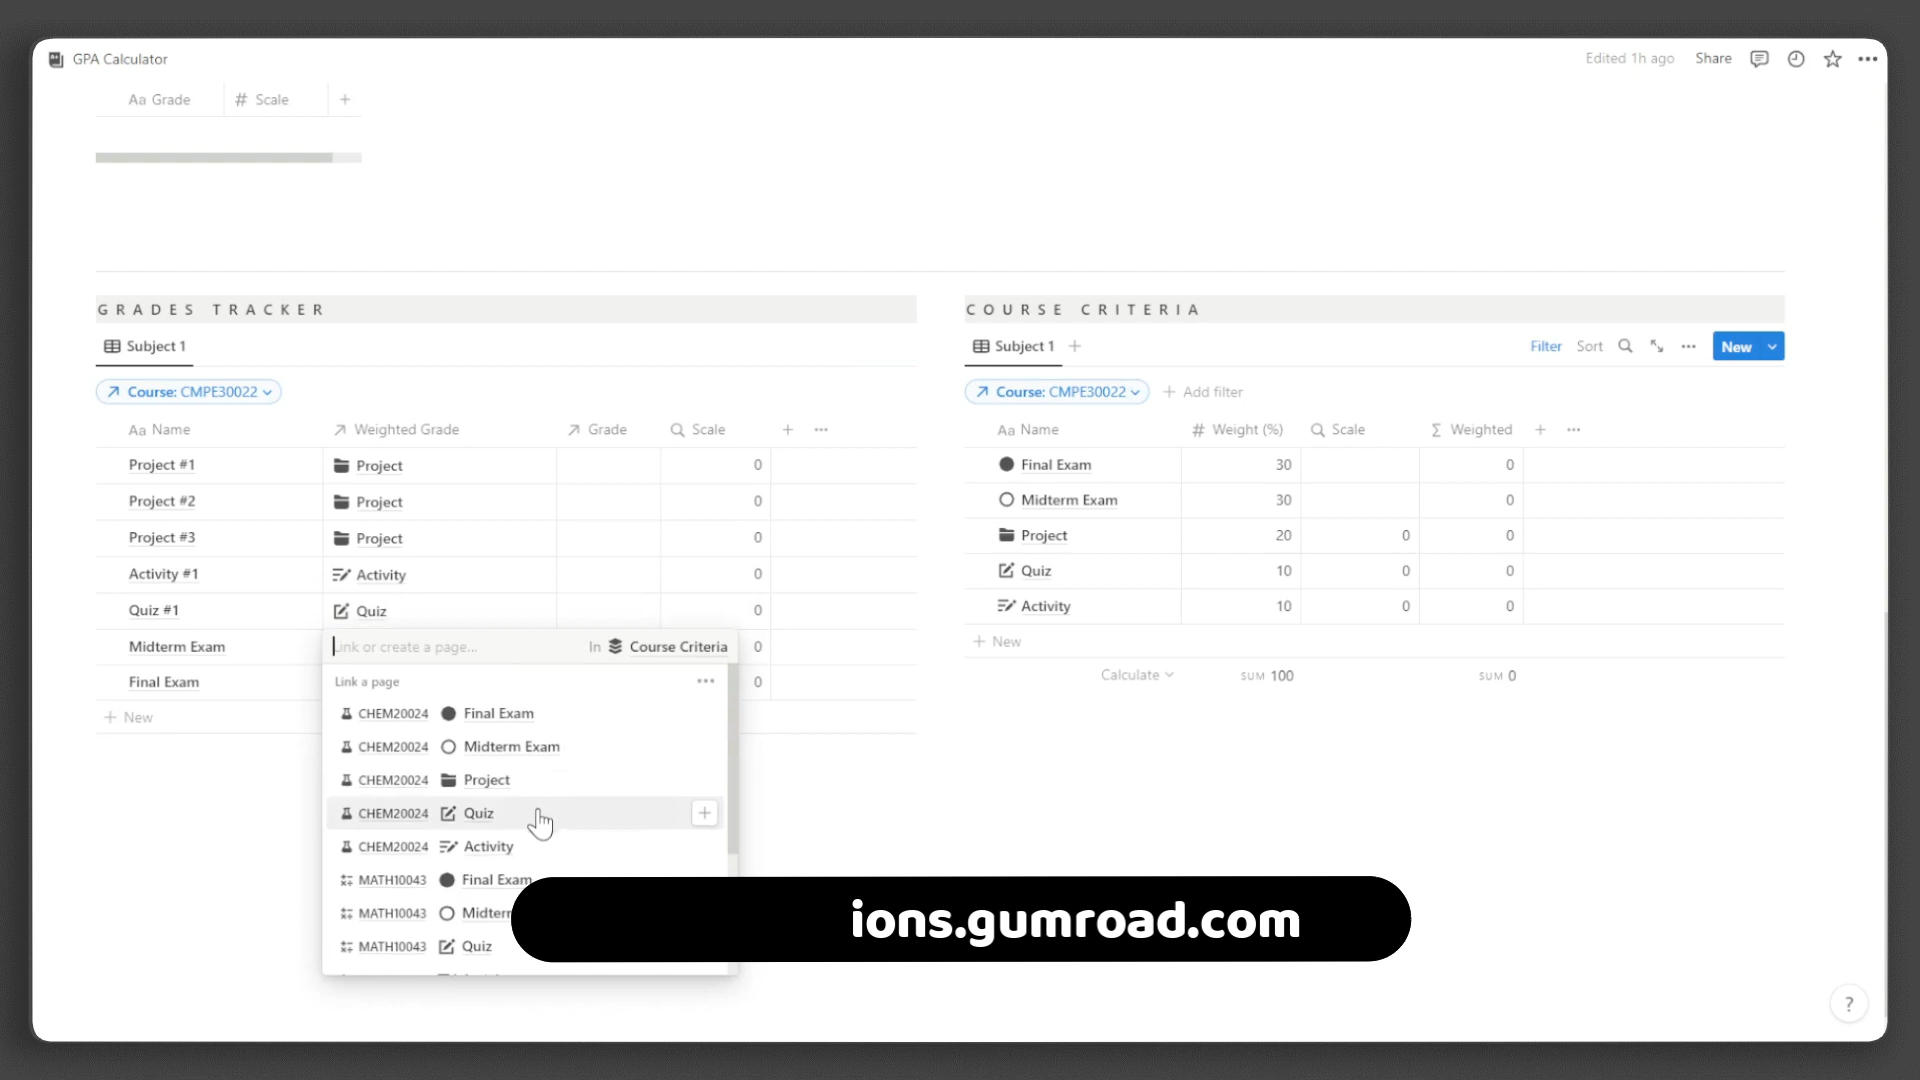 GPA Calculator
Edited 1h ago Share
Aa Grade # Scale +
GRADES TRACKER
Subject 1
Course: CMPE30022
Aa Name Weighted Grade Grade Scale + •••
Project #1 Project 0
Project #2 Project 0
Project #3 Project 0
Activity #1 Activity 0
Quiz #1 Quiz 0
Midterm Exam 0
Final Exam 0
+ New
Link or create a page... In Course Criteria
Link a page •••
CHEM20024 Final Exam
CHEM20024 Midterm Exam
CHEM20024 Project
CHEM20024 Quiz +
CHEM20024 Activity
MATH10043 Final Exam
MATH10043
MATH10043 Quiz
COURSE CRITERIA
Subject 1 +
Filter Sort ••• New
Course: CMPE30022 + Add filter
Aa Name # Weight (%) Scale Σ Weighted + •••
Final Exam 30 0
Midterm Exam 30 0
Project 20 0 0
Quiz 10 0 0
Activity 10 0 0
+ New
Calculate SUM 100 SUM 0
ions.gumroad.com
?